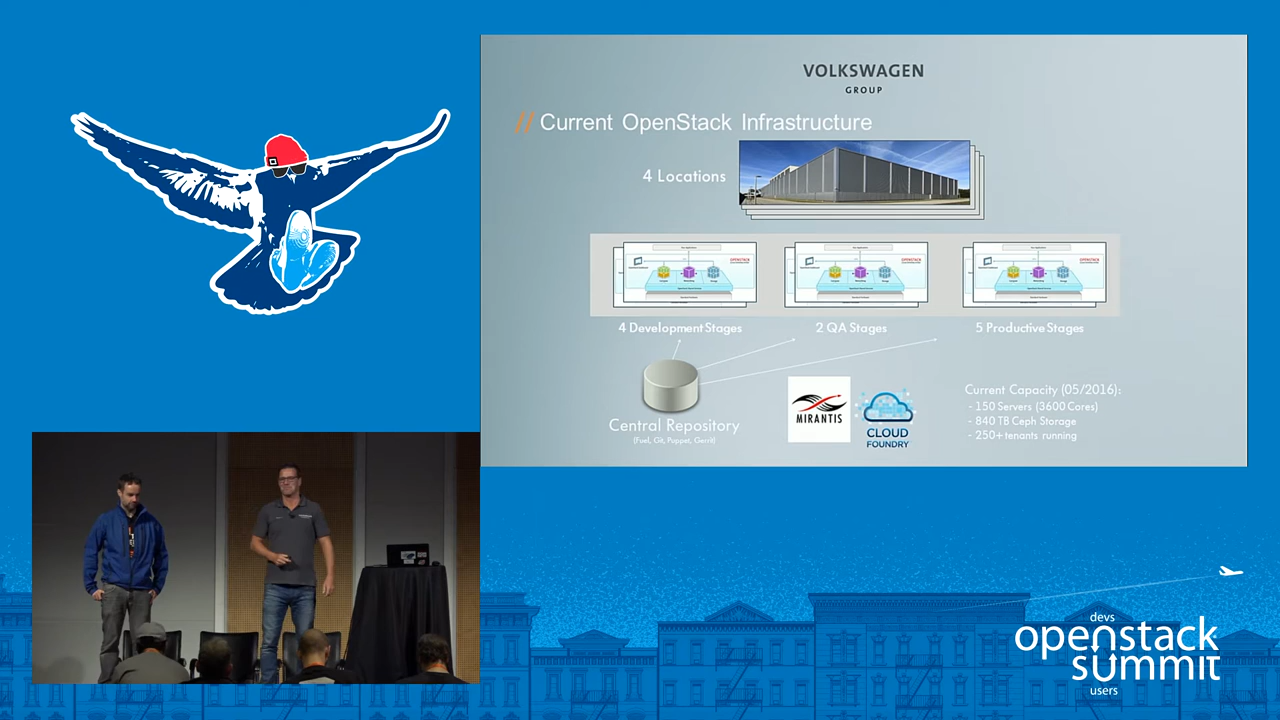 VOLKSWAGEN
GROUP
// Current OpenStack Infrastructure
4 Locations
4 Development Stages
2 QA Stages
5 Productive Stages
Central Repository
(Fuel, Git, Puppet, Gerrit)
MIRANTIS
CLOUD
FOUNDRY
Current Capacity (05/2016):
- 150 Servers (3600 Cores)
- 840 TB Ceph Storage
- 250+ tenants running
devs
openstack
summit
users